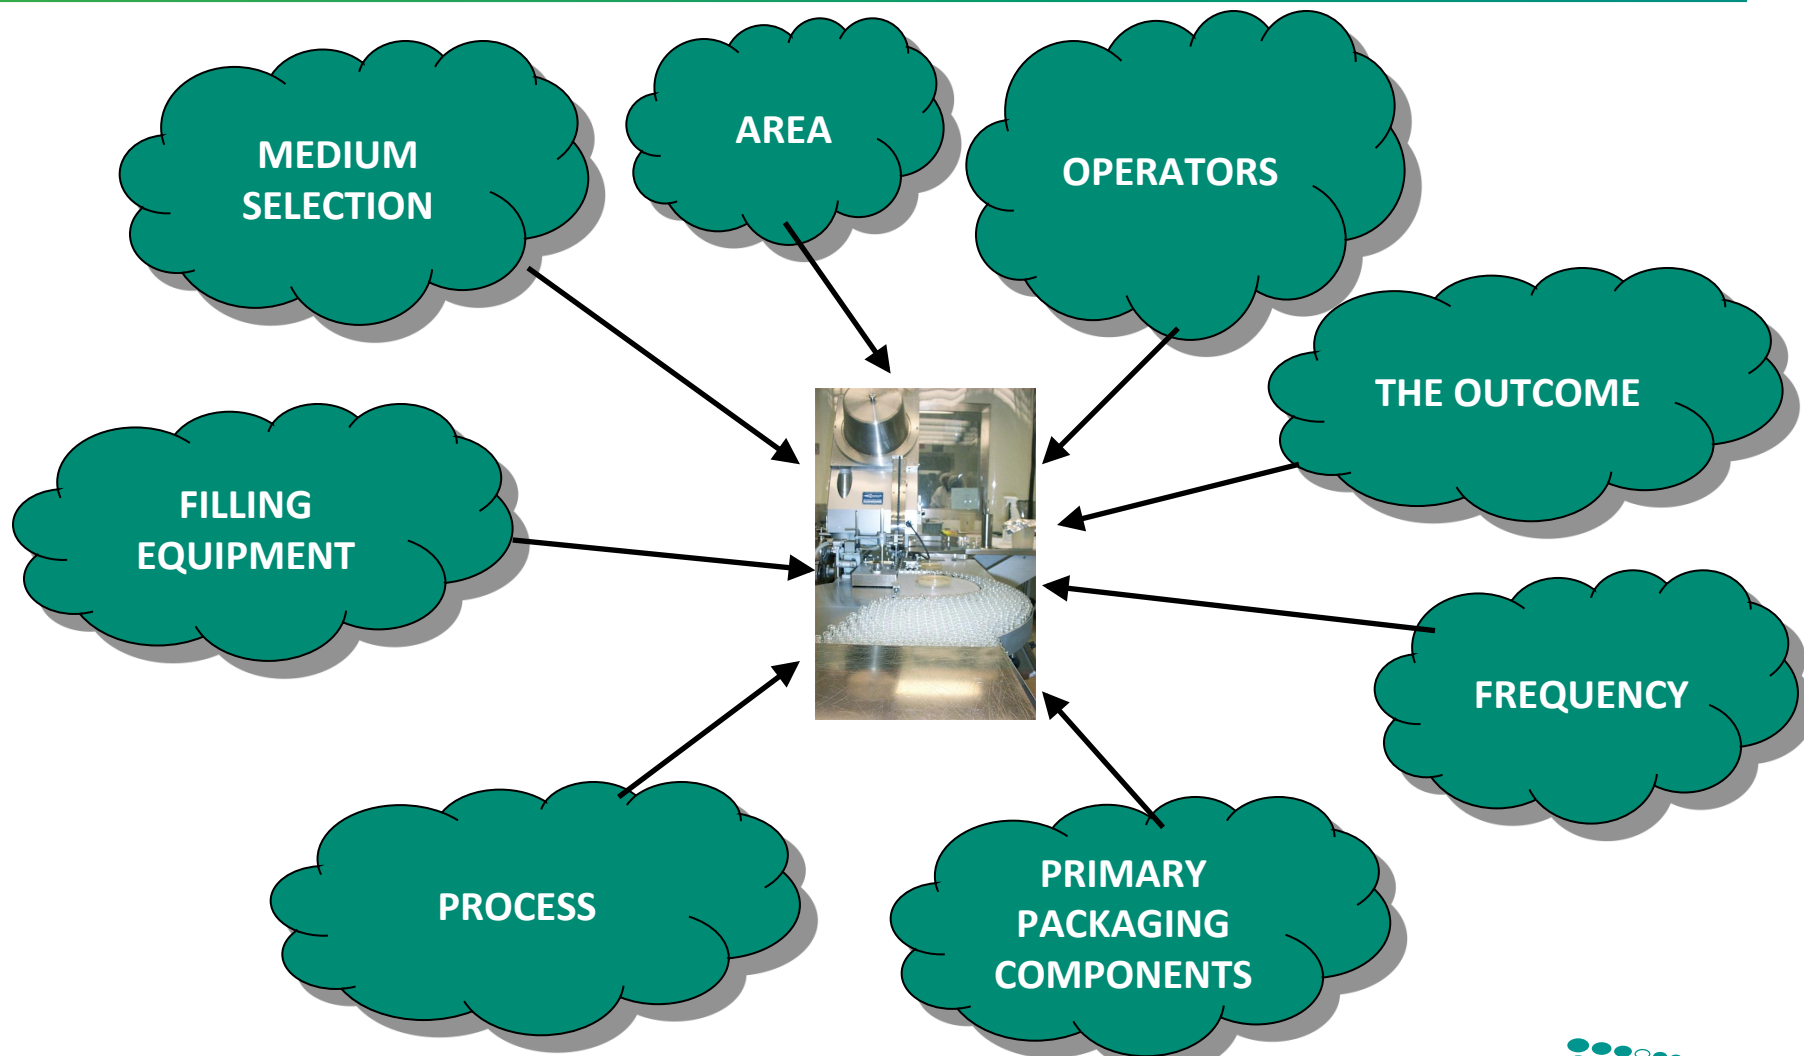 MEDIUM
SELECTION
AREA
OPERATORS
THE OUTCOME
FILLING
EQUIPMENT
FREQUENCY
PROCESS
PRIMARY
PACKAGING
COMPONENTS